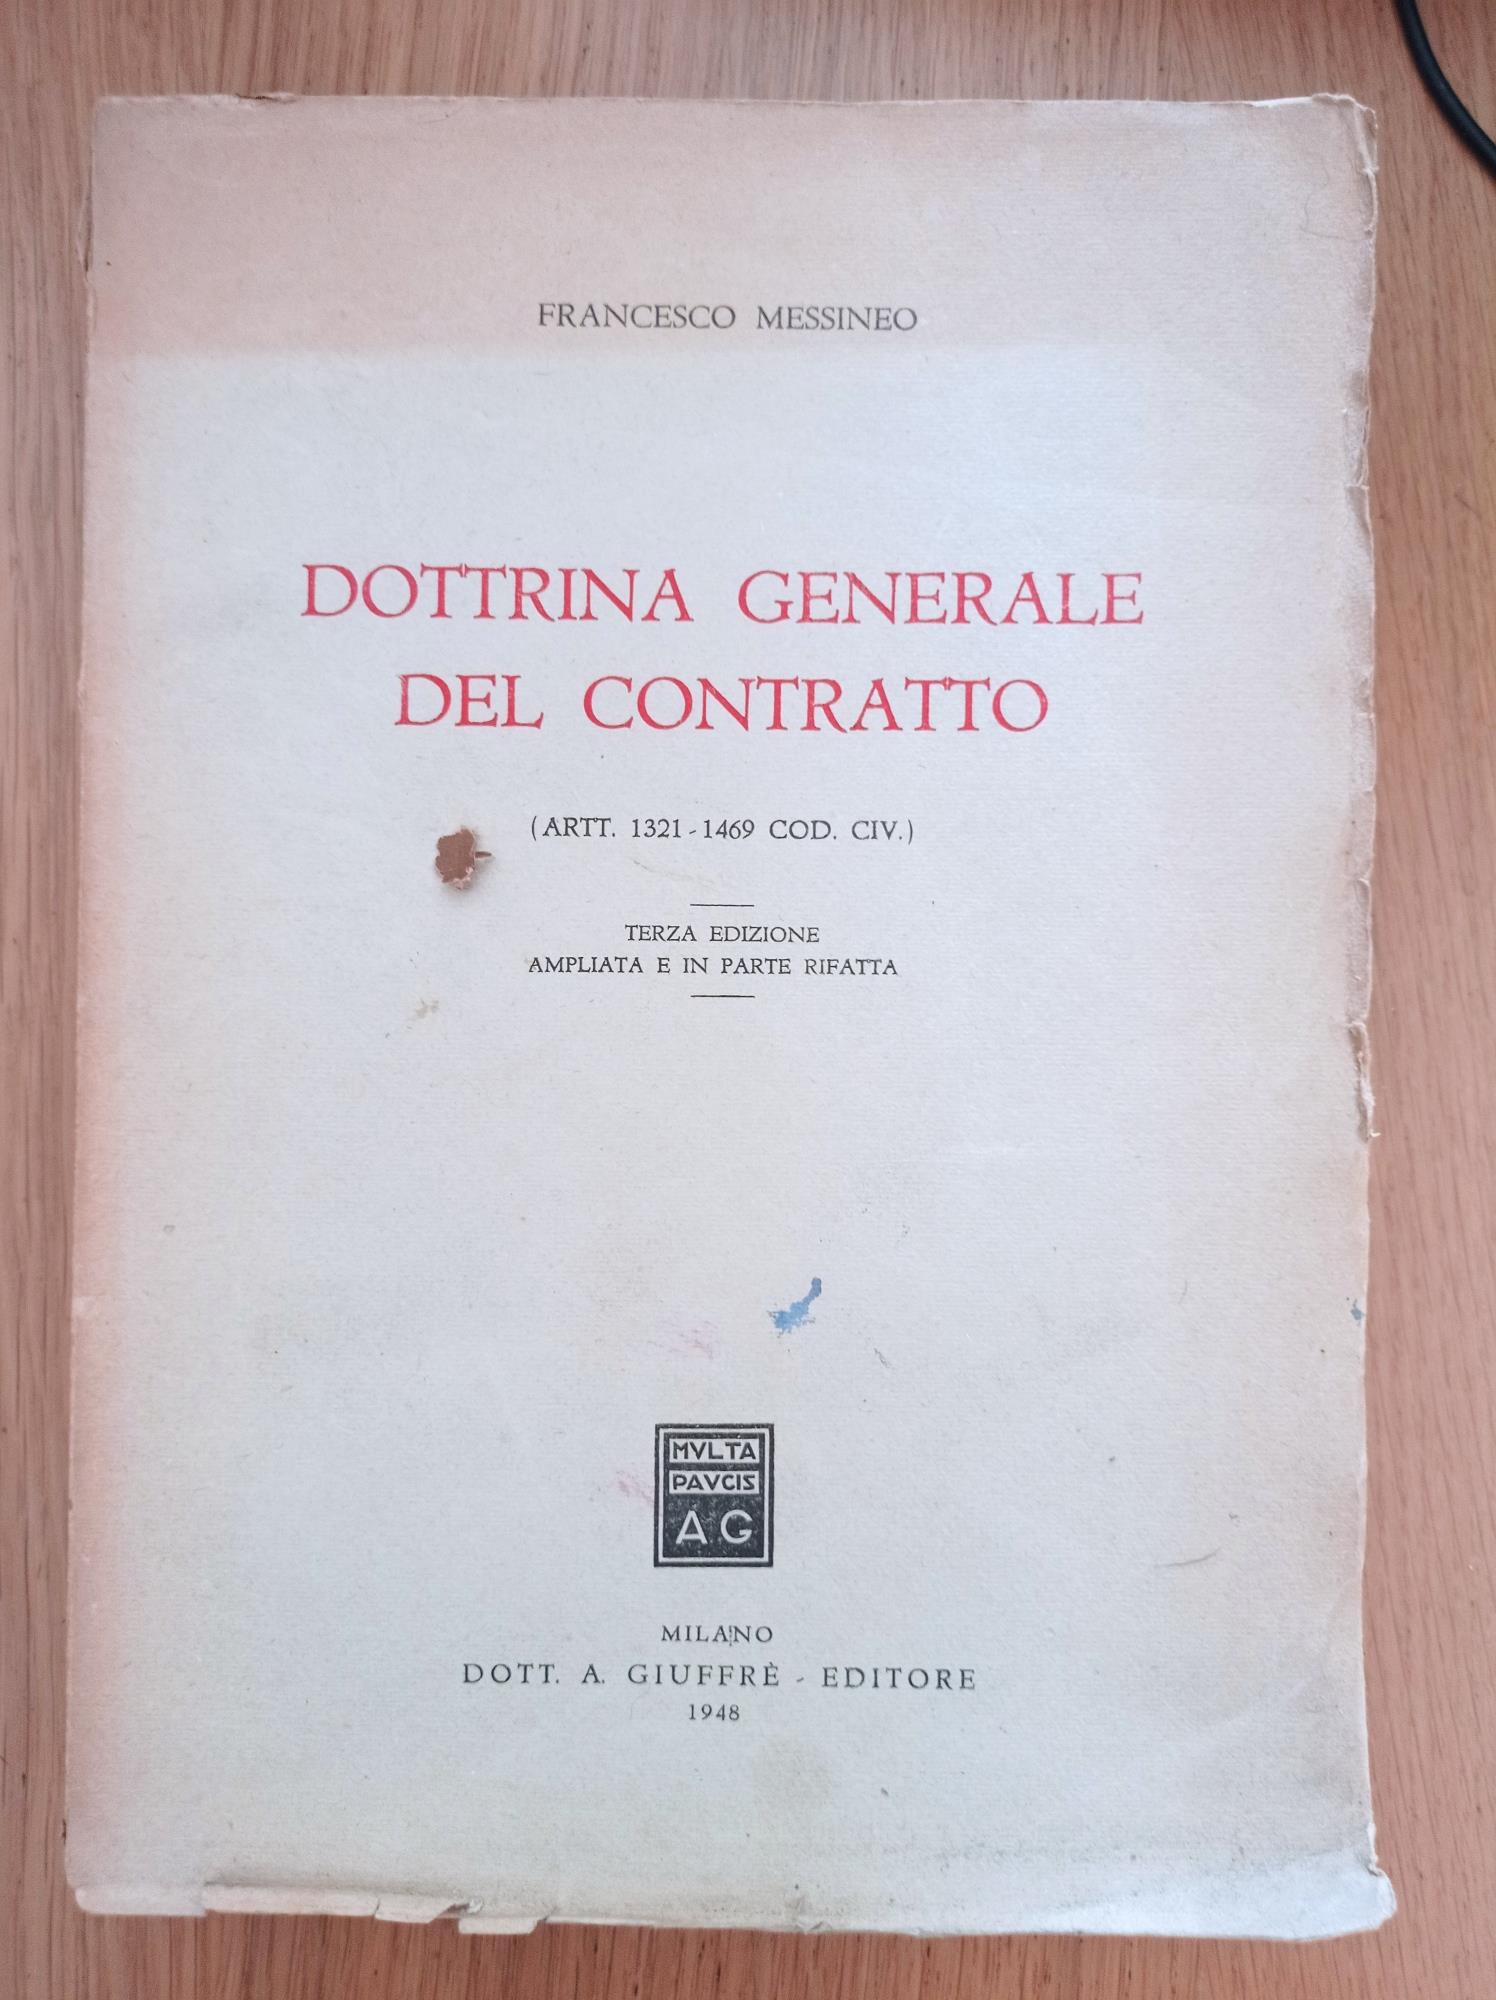 FRANCESCO MESSINEO
DOTTRINA GENERALE
DEL CONTRATTO
(ARTT. 1321-1469 COD. CIV.)
TERZA EDIZIONE
AMPLIATA E IN PARTE RIFATTA
MVLTA
PAVCIS
AG
MILANO
DOTT. A. GIUFFRÈ - EDITORE
1948